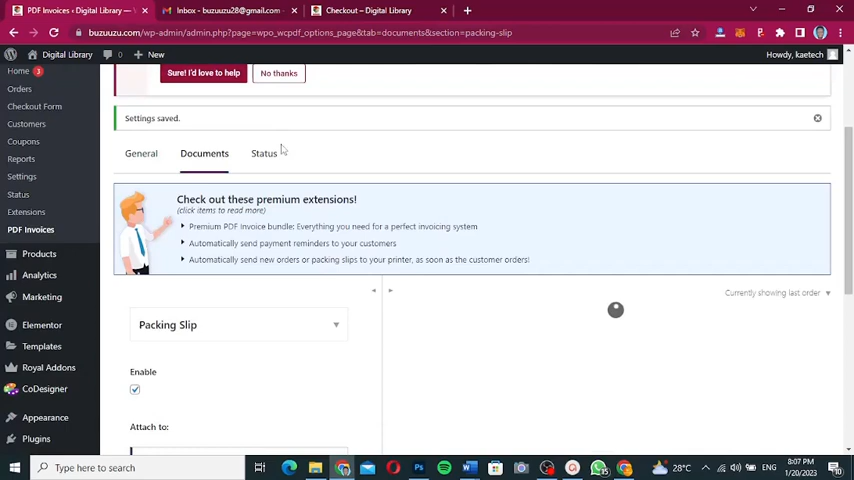 PDF Invoices ‹ Digital Library — 
Inbox - buzuuzu28@gmail.com -
Checkout – Digital Library
buzuuzu.com/wp-admin/admin.php?page=wpo_wcpdf_options_page&tab=documents&section=packing-slip
Digital Library
0
New
Howdy, kaetech
Home 3
Orders
Checkout Form
Customers
Coupons
Reports
Settings
Status
Extensions
PDF Invoices
Products
Analytics
Marketing
Elementor
Templates
Royal Addons
CoDesigner
Appearance
Plugins
Sure! I'd love to help
No thanks
Settings saved.
General
Documents
Status
Check out these premium extensions!
(click items to read more)
Premium PDF Invoice bundle: Everything you need for a perfect invoicing system
Automatically send payment reminders to your customers
Automatically send new orders or packing slips to your printer, as soon as the customer orders!
Currently showing last order
Packing Slip
Enable
Attach to:
Type here to search
28°C
ENG
8:07 PM
1/20/2023